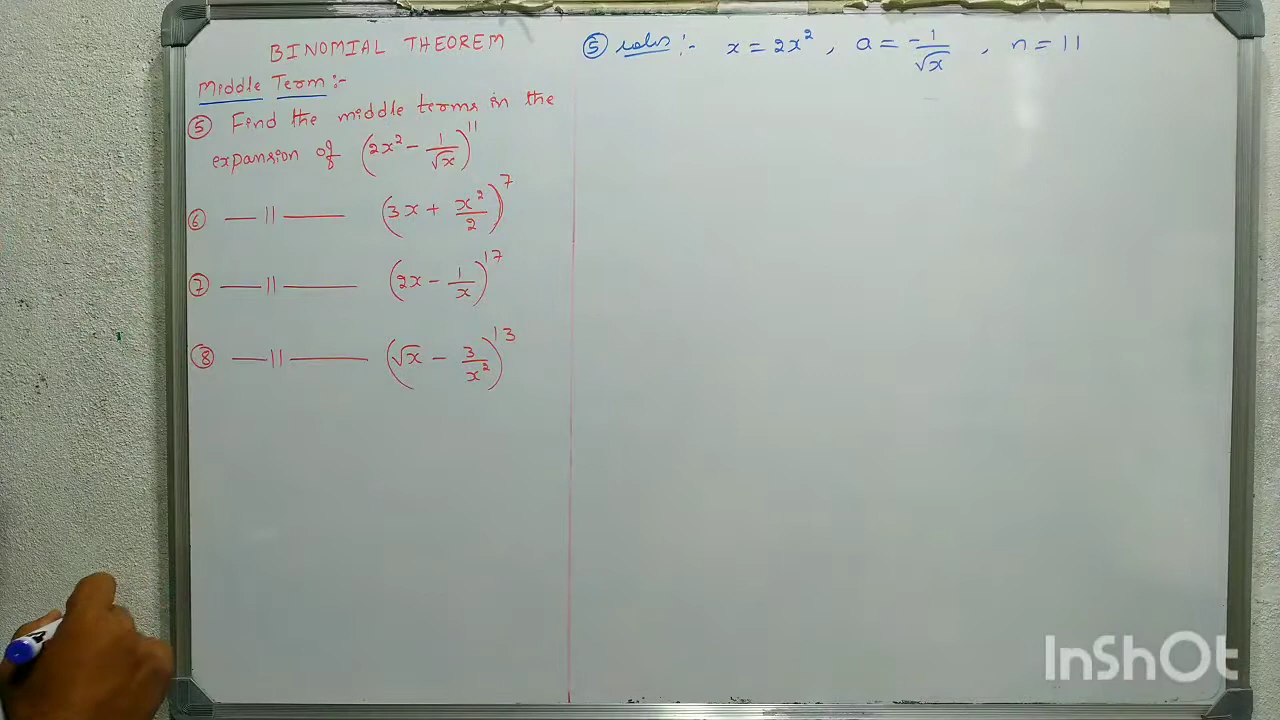 BINOMIAL THEOREM
Middle Term :-
⑤ Find the middle terms in the
expansion of (2x² - 1/√x)¹¹
⑥ —11— (3x + x²/2)⁷
⑦ —11— (2x - 1/x)¹⁷
⑧ —11— (√x - 3/x²)¹³
⑤ soln :- x = 2x² , a = -1/√x , n = 11
InShOt